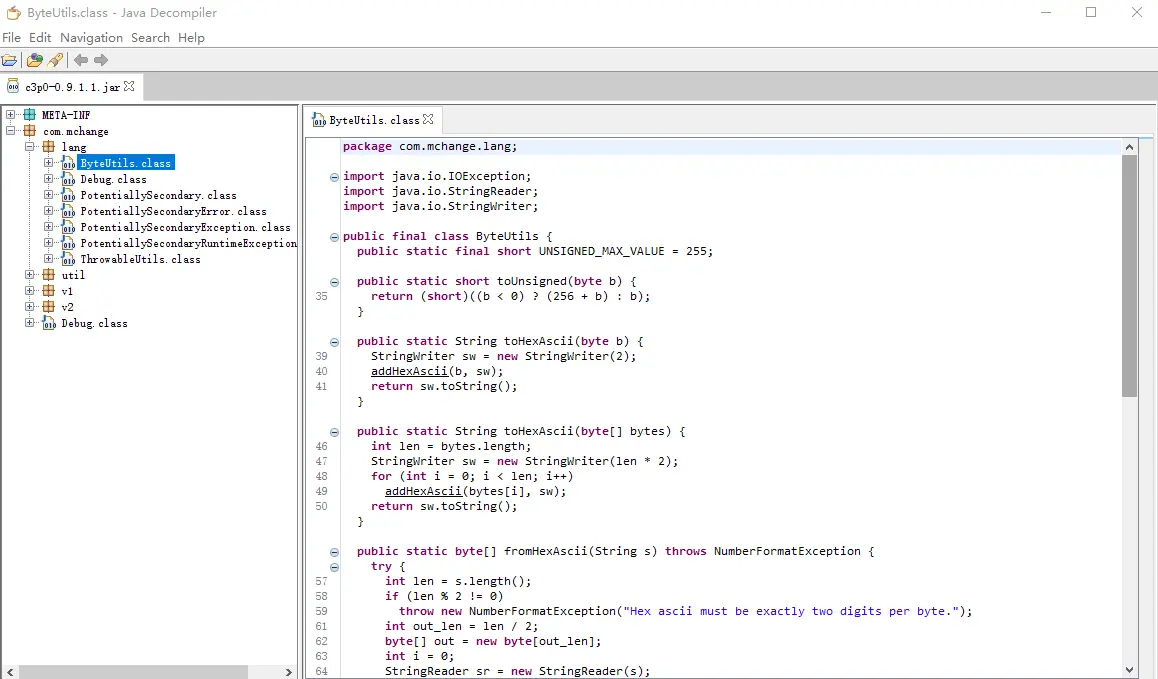 ByteUtils.class - Java Decompiler
File Edit Navigation Search Help
c3p0-0.9.1.1.jar
META-INF
com.mchange
lang
ByteUtils.class
Debug.class
PotentiallySecondary.class
PotentiallySecondaryError.class
PotentiallySecondaryException.class
PotentiallySecondaryRuntimeException
ThrowableUtils.class
util
v1
v2
Debug.class
ByteUtils.class
package com.mchange.lang;
import java.io.IOException;
import java.io.StringReader;
import java.io.StringWriter;
public final class ByteUtils {
public static final short UNSIGNED_MAX_VALUE = 255;
public static short toUnsigned(byte b) {
35 return (short)((b < 0) ? (256 + b) : b);
}
public static String toHexAscii(byte b) {
39 StringWriter sw = new StringWriter(2);
40 addHexAscii(b, sw);
41 return sw.toString();
}
public static String toHexAscii(byte[] bytes) {
46 int len = bytes.length;
47 StringWriter sw = new StringWriter(len * 2);
48 for (int i = 0; i < len; i++)
49 addHexAscii(bytes[i], sw);
50 return sw.toString();
}
public static byte[] fromHexAscii(String s) throws NumberFormatException {
try {
57 int len = s.length();
58 if (len % 2 != 0)
59 throw new NumberFormatException("Hex ascii must be exactly two digits per byte.");
61 int out_len = len / 2;
62 byte[] out = new byte[out_len];
63 int i = 0;
64 StringReader sr = new StringReader(s);